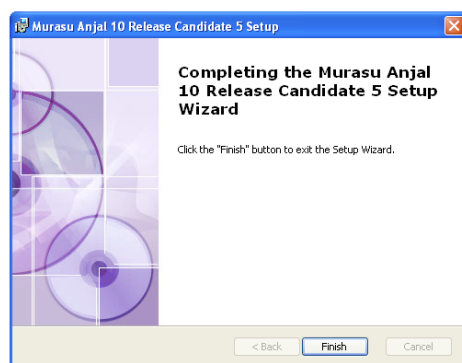 Murasu Anjal 10 Release Candidate 5 Setup
Completing the Murasu Anjal
10 Release Candidate 5 Setup
Wizard
Click the "Finish" button to exit the Setup Wizard.
< Back
Finish
Cancel